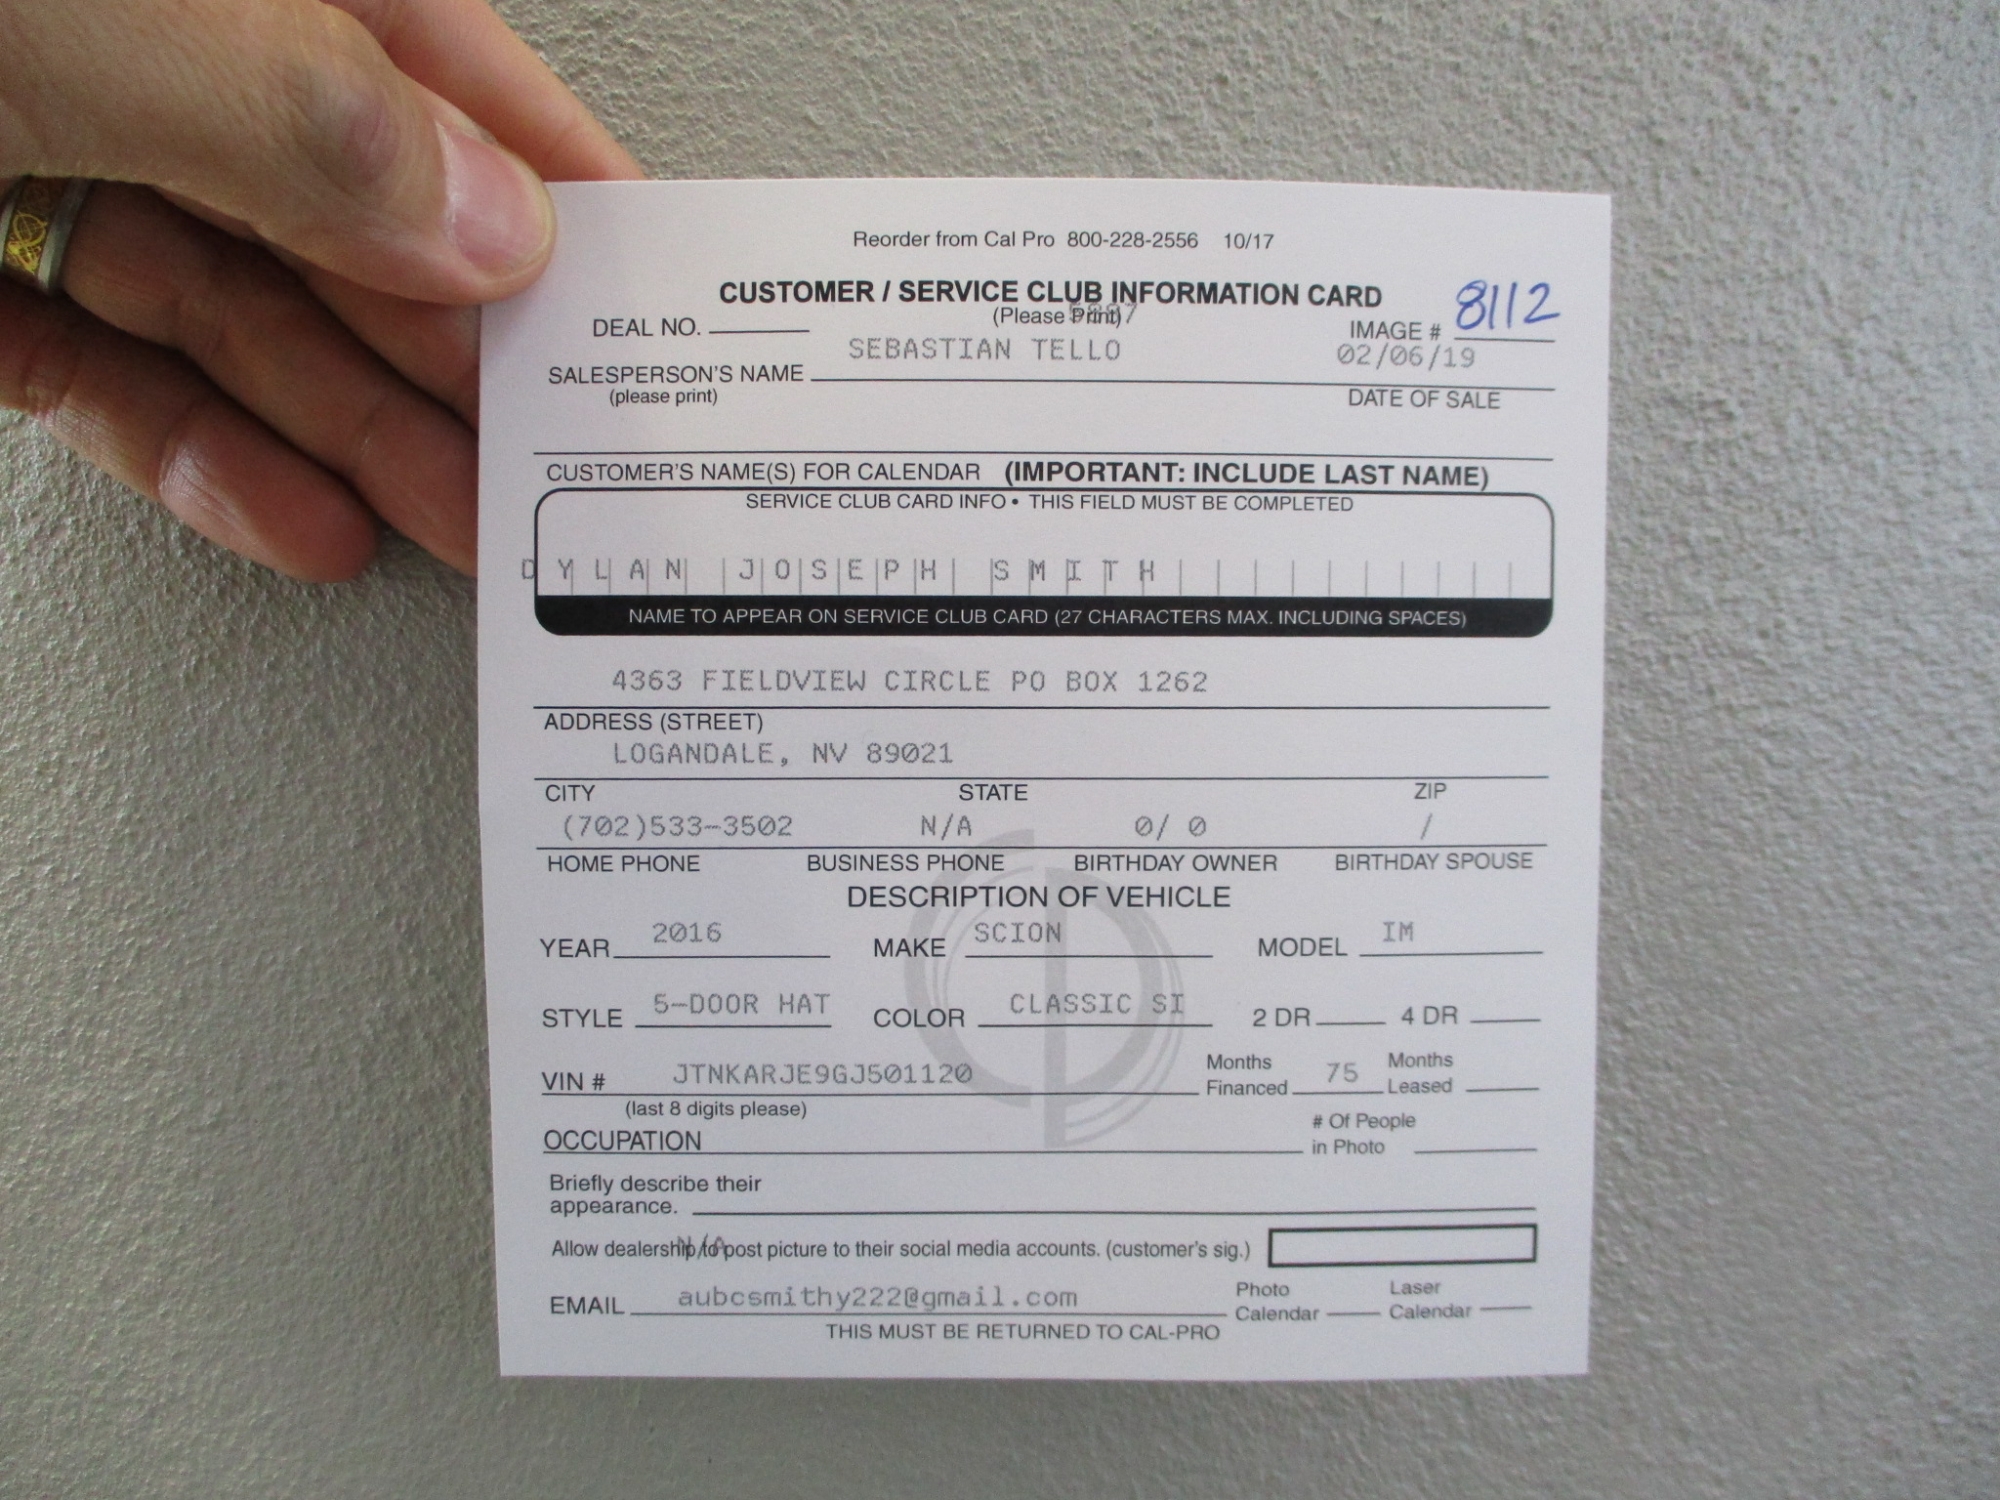 Reorder from Cal Pro 800-228-2556 10/17
CUSTOMER / SERVICE CLUB INFORMATION CARD
(Please Print)
DEAL NO. IMAGE # 8112
SEBASTIAN TELLO 02/06/19
SALESPERSON'S NAME
(please print) DATE OF SALE
CUSTOMER'S NAME(S) FOR CALENDAR (IMPORTANT: INCLUDE LAST NAME)
SERVICE CLUB CARD INFO • THIS FIELD MUST BE COMPLETED
DYLAN JOSEPH SMITH
NAME TO APPEAR ON SERVICE CLUB CARD (27 CHARACTERS MAX. INCLUDING SPACES)
4363 FIELDVIEW CIRCLE PO BOX 1262
ADDRESS (STREET)
LOGANDALE, NV 89021
CITY STATE ZIP
(702)533-3502 N/A 0/ 0 /
HOME PHONE BUSINESS PHONE BIRTHDAY OWNER BIRTHDAY SPOUSE
DESCRIPTION OF VEHICLE
YEAR 2016 MAKE SCION MODEL IM
STYLE 5-DOOR HAT COLOR CLASSIC SI 2 DR 4 DR
VIN # JTNKARJE9GJ501120 Months Financed 75 Months Leased
(last 8 digits please)
OCCUPATION # Of People in Photo
Briefly describe their
appearance.
N/A
Allow dealership to post picture to their social media accounts. (customer's sig.)
EMAIL aubcsmithy222@gmail.com Photo Calendar Laser Calendar
THIS MUST BE RETURNED TO CAL-PRO